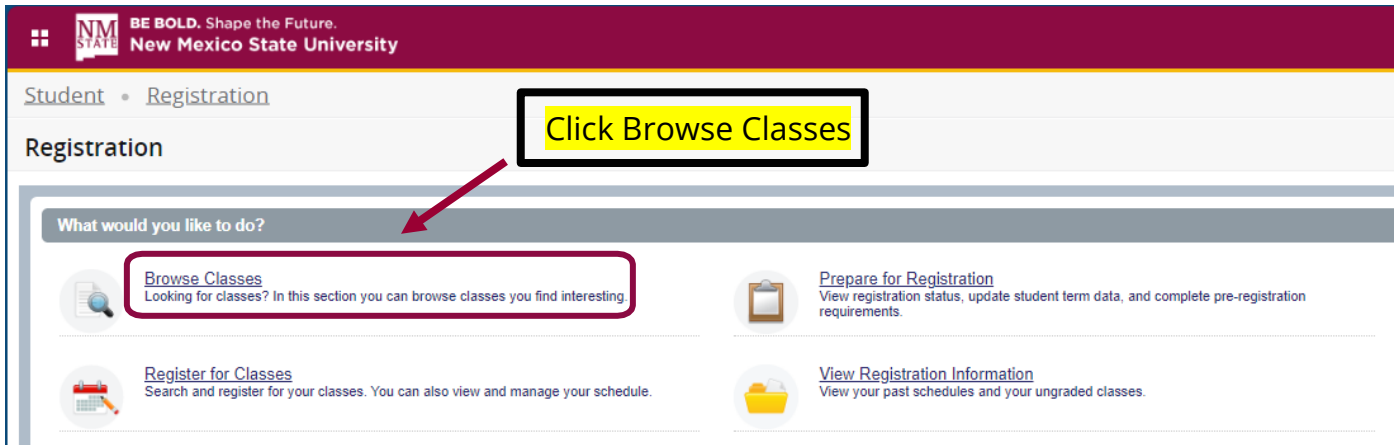 NM
STATE
BE BOLD. Shape the Future.
New Mexico State University
Student • Registration
Click Browse Classes
Registration
What would you like to do?
Browse Classes
Looking for classes? In this section you can browse classes you find interesting.
Prepare for Registration
View registration status, update student term data, and complete pre-registration
requirements.
Register for Classes
Search and register for your classes. You can also view and manage your schedule.
View Registration Information
View your past schedules and your ungraded classes.